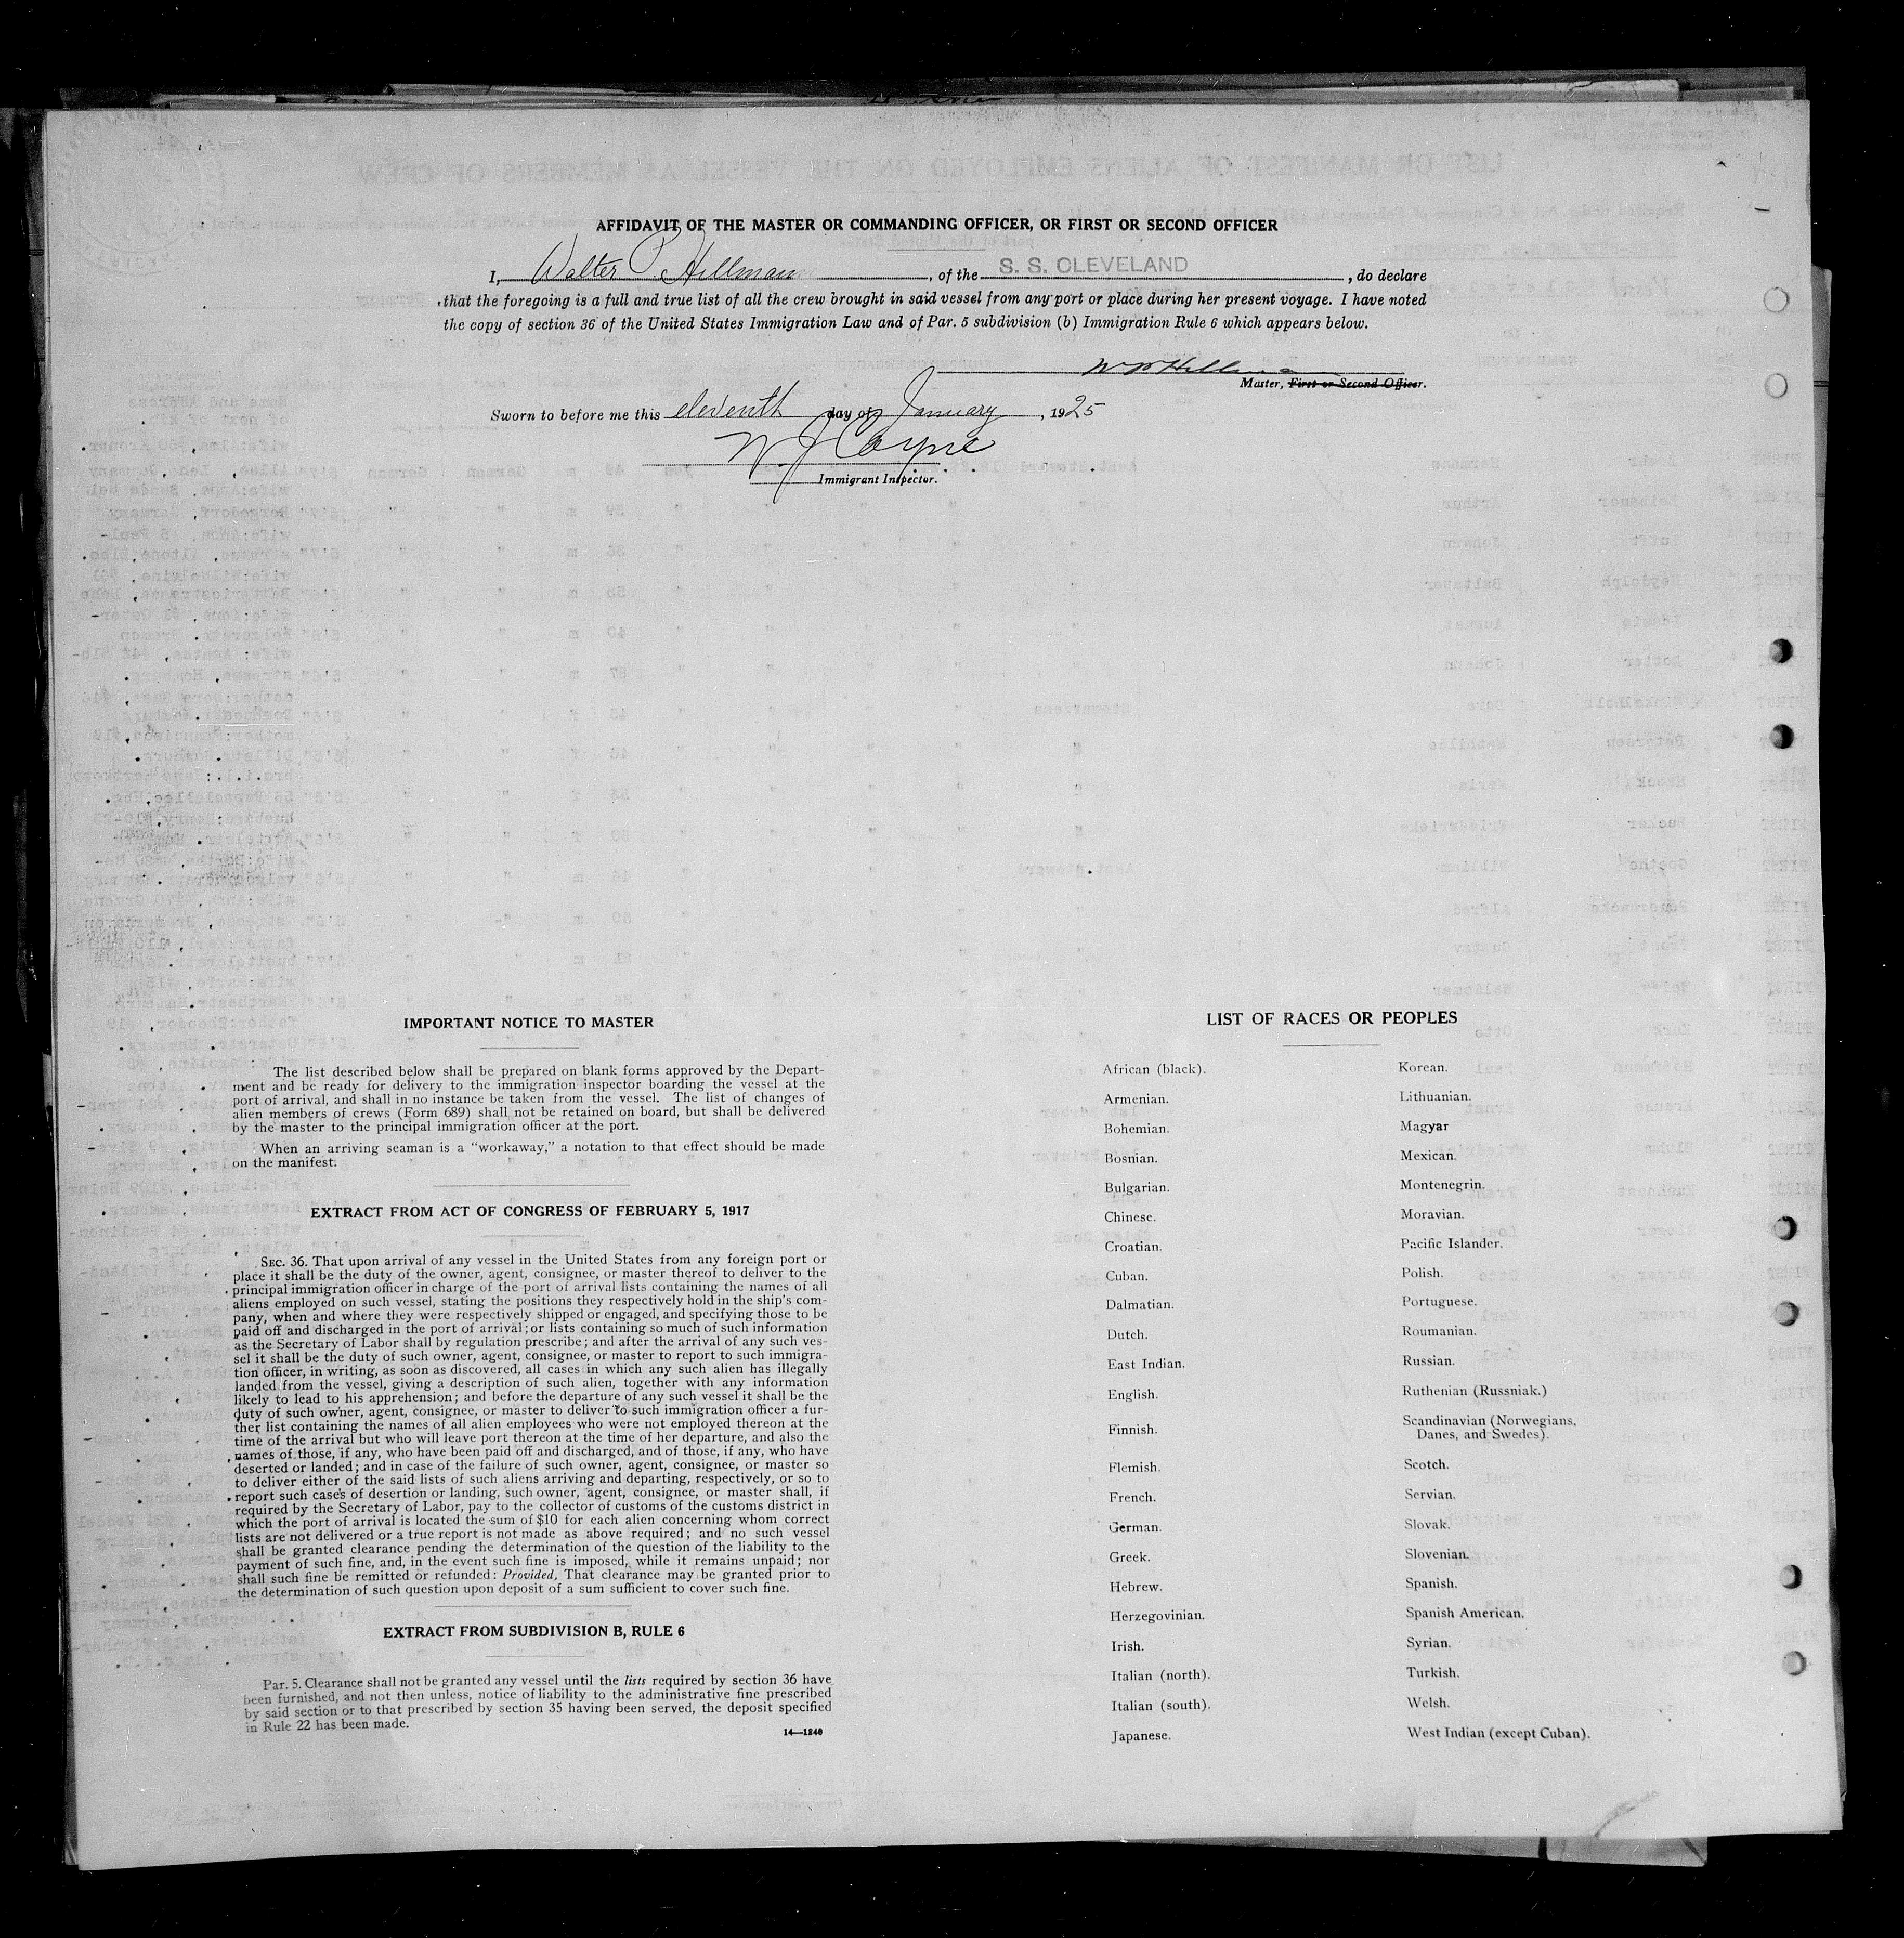 AFFIDAVIT OF THE MASTER OR COMMANDING OFFICER, OR FIRST OR SECOND OFFICER
I, Walter P. Hillman, of the S. S. CLEVELAND, do declare
that the foregoing is a full and true list of all the crew brought in said vessel from any port or place during her present voyage. I have noted
the copy of section 36 of the United States Immigration Law and of Par. 5 subdivision (b) Immigration Rule 6 which appears below.
W P Hillman
Master, First or Second Officer.
Sworn to before me this eleventh day of January, 1925
W J Coyne
Immigrant Inspector.
IMPORTANT NOTICE TO MASTER
The list described below shall be prepared on blank forms approved by the Depart-
ment and be ready for delivery to the immigration inspector boarding the vessel at the
port of arrival, and shall in no instance be taken from the vessel. The list of changes of
alien members of crews (Form 689) shall not be retained on board, but shall be delivered
by the master to the principal immigration officer at the port.
When an arriving seaman is a “workaway,” a notation to that effect should be made
on the manifest.
EXTRACT FROM ACT OF CONGRESS OF FEBRUARY 5, 1917
SEC. 36. That upon arrival of any vessel in the United States from any foreign port or
place it shall be the duty of the owner, agent, consignee, or master thereof to deliver to the
principal immigration officer in charge of the port of arrival lists containing the names of all
aliens employed on such vessel, stating the positions they respectively hold in the ship's com-
pany, when and where they were respectively shipped or engaged, and specifying those to be
paid off and discharged in the port of arrival; or lists containing so much of such information
as the Secretary of Labor shall by regulation prescribe; and after the arrival of any such ves-
sel it shall be the duty of such owner, agent, consignee, or master to report to such immigra-
tion officer, in writing, as soon as discovered, all cases in which any such alien has illegally
landed from the vessel, giving a description of such alien, together with any information
likely to lead to his apprehension; and before the departure of any such vessel it shall be the
duty of such owner, agent, consignee, or master to deliver to such immigration officer a fur-
ther list containing the names of all alien employees who were not employed thereon at the
time of the arrival but who will leave port thereon at the time of her departure, and also the
names of those, if any, who have been paid off and discharged, and of those, if any, who have
deserted or landed; and in case of the failure of such owner, agent, consignee, or master so
to deliver either of the said lists of such aliens arriving and departing, respectively, or so to
report such cases of desertion or landing, such owner, agent, consignee, or master shall, if
required by the Secretary of Labor, pay to the collector of customs of the customs district in
which the port of arrival is located the sum of $10 for each alien concerning whom correct
lists are not delivered or a true report is not made as above required; and no such vessel
shall be granted clearance pending the determination of the question of the liability to the
payment of such fine, and, in the event such fine is imposed, while it remains unpaid; nor
shall such fine be remitted or refunded: Provided, That clearance may be granted prior to
the determination of such question upon deposit of a sum sufficient to cover such fine.
EXTRACT FROM SUBDIVISION B, RULE 6
Par. 5. Clearance shall not be granted any vessel until the lists required by section 36 have
been furnished, and not then unless, notice of liability to the administrative fine prescribed
by said section or to that prescribed by section 35 having been served, the deposit specified
in Rule 22 has been made.
14—1240
LIST OF RACES OR PEOPLES
African (black).
Armenian.
Bohemian.
Bosnian.
Bulgarian.
Chinese.
Croatian.
Cuban.
Dalmatian.
Dutch.
East Indian.
English.
Finnish.
Flemish.
French.
German.
Greek.
Hebrew.
Herzegovinian.
Irish.
Italian (north).
Italian (south).
Japanese.
Korean.
Lithuanian.
Magyar
Mexican.
Montenegrin.
Moravian.
Pacific Islander.
Polish.
Portuguese.
Roumanian.
Russian.
Ruthenian (Russniak.)
Scandinavian (Norwegians,
Danes, and Swedes).
Scotch.
Servian.
Slovak.
Slovenian.
Spanish.
Spanish American.
Syrian.
Turkish.
Welsh.
West Indian (except Cuban).